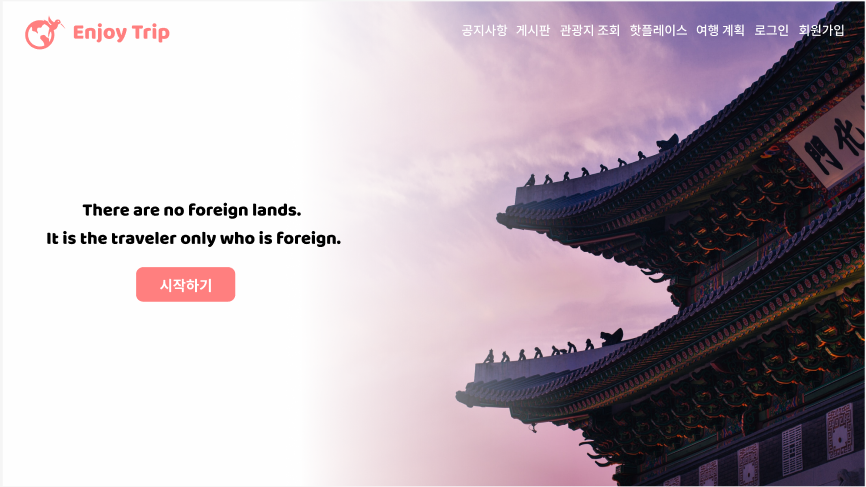 Enjoy Trip
공지사항 게시판 관광지 조회 핫플레이스 여행 계획 로그인 회원가입
There are no foreign lands.
It is the traveler only who is foreign.
시작하기
化門